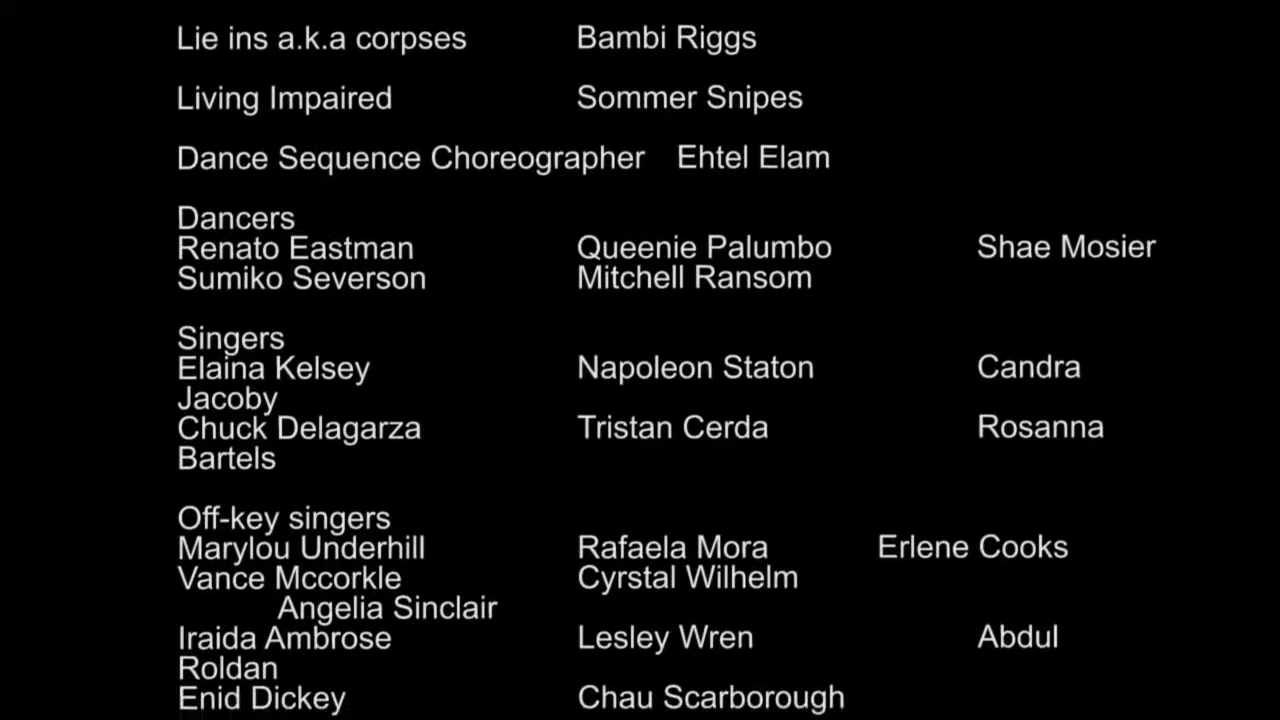 Lie ins a.k.a corpses Bambi Riggs
Living Impaired Sommer Snipes
Dance Sequence Choreographer Ehtel Elam
Dancers
Renato Eastman Queenie Palumbo Shae Mosier
Sumiko Severson Mitchell Ransom
Singers
Elaina Kelsey Napoleon Staton Candra
Jacoby
Chuck Delagarza Tristan Cerda Rosanna
Bartels
Off-key singers
Marylou Underhill Rafaela Mora Erlene Cooks
Vance Mccorkle Cyrstal Wilhelm
Angelia Sinclair
Iraida Ambrose Lesley Wren Abdul
Roldan
Enid Dickey Chau Scarborough